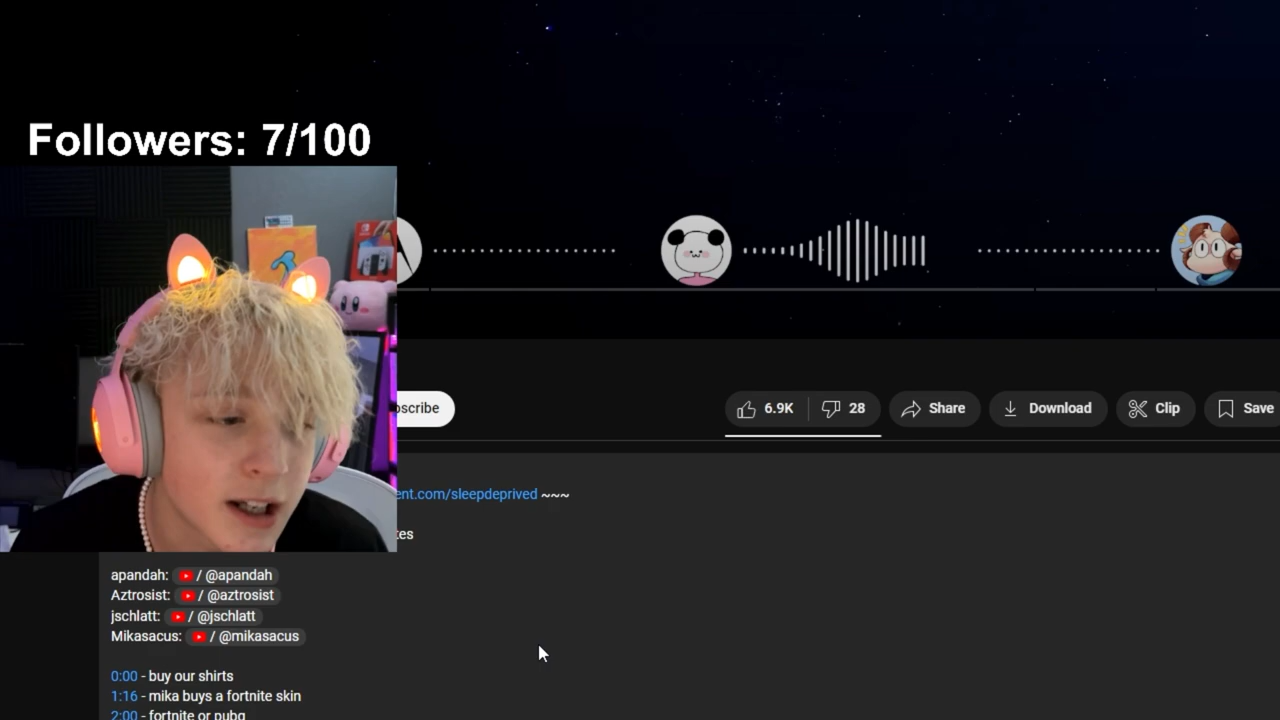 Followers: 7/100
bscribe
6.9K
28
Share
Download
Clip
Save
ent.com/sleepdeprived ~~~
tes
apandah: / @apandah
Aztrosist: / @aztrosist
jschlatt: / @jschlatt
Mikasacus: / @mikasacus
0:00 - buy our shirts
1:16 - mika buys a fortnite skin
2:00 - fortnite or pubg